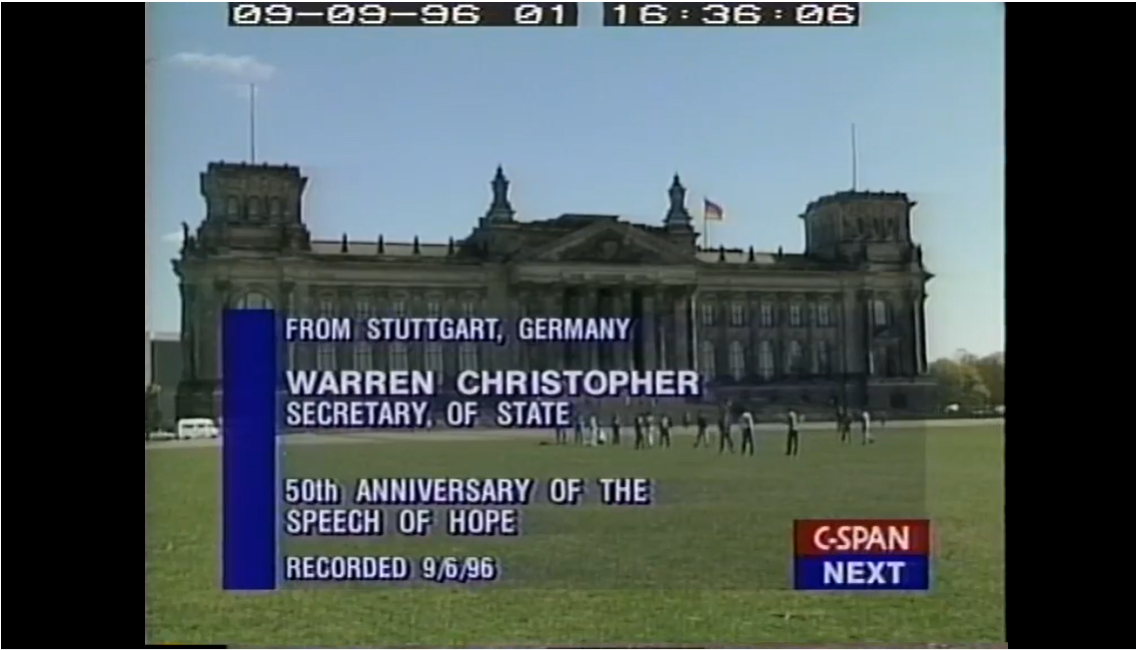 09-09-96 01 16:36:06
FROM STUTTGART, GERMANY
WARREN CHRISTOPHER
SECRETARY, OF STATE
50th ANNIVERSARY OF THE
SPEECH OF HOPE
RECORDED 9/6/96
C-SPAN
NEXT